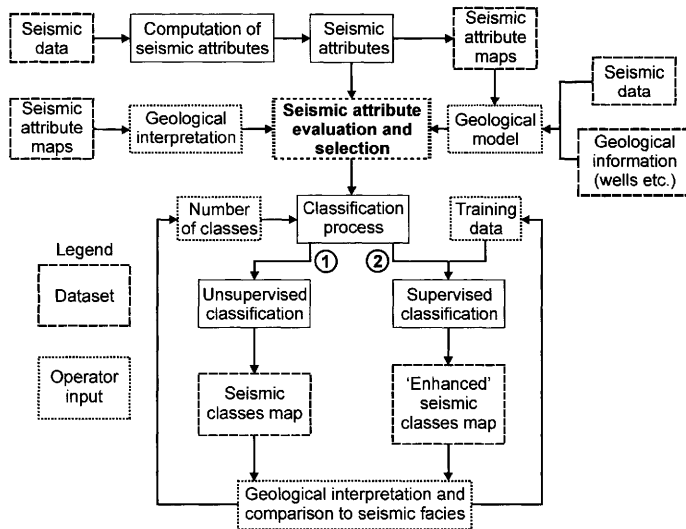 Seismic
data
Computation of
seismic attributes
Seismic
attributes
Seismic
attribute
maps
Seismic
data
Seismic
attribute
maps
Geological
interpretation
Seismic attribute
evaluation and
selection
Geological
model
Geological
information
(wells etc.)
Number
of classes
Classification
process
Training
data
Legend
1
2
Dataset
Unsupervised
classification
Supervised
classification
Operator
input
Seismic
classes map
‘Enhanced’
seismic
classes map
Geological interpretation and
comparison to seismic facies